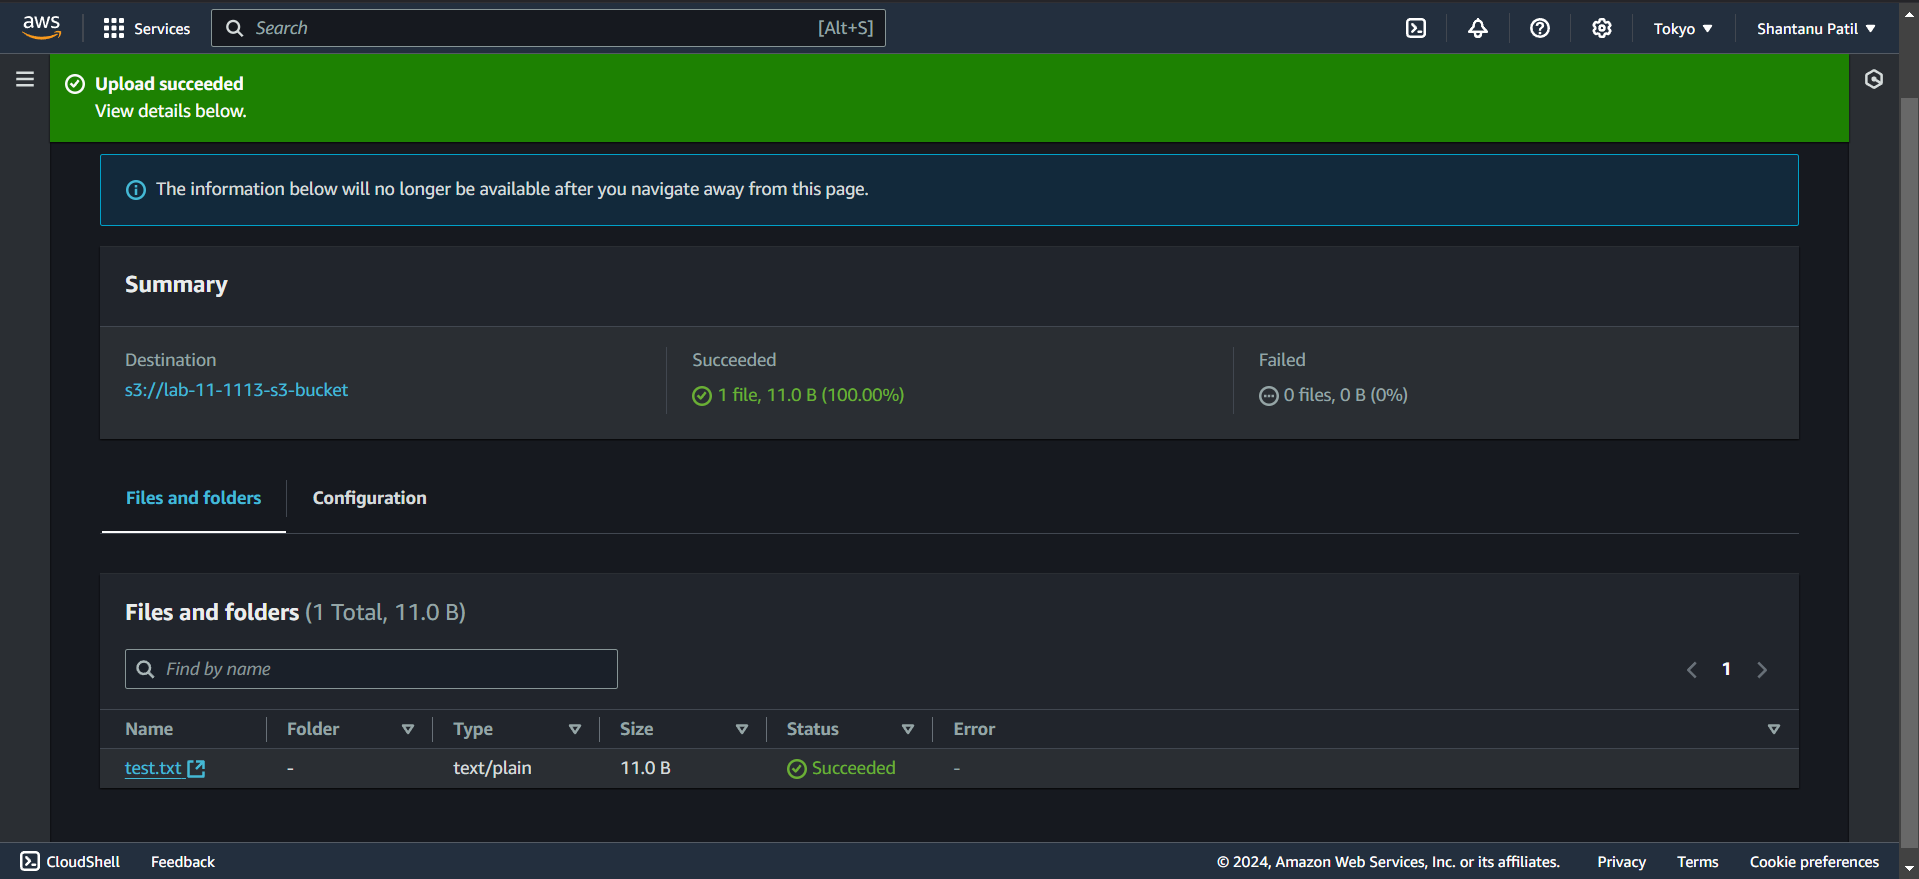 aws Services Search [Alt+S] Tokyo Shantanu Patil
Upload succeeded
View details below.
The information below will no longer be available after you navigate away from this page.
Summary
Destination Succeeded Failed
s3://lab-11-1113-s3-bucket 1 file, 11.0 B (100.00%) 0 files, 0 B (0%)
Files and folders Configuration
Files and folders (1 Total, 11.0 B)
Find by name 1
Name Folder Type Size Status Error
test.txt - text/plain 11.0 B Succeeded -
CloudShell Feedback © 2024, Amazon Web Services, Inc. or its affiliates. Privacy Terms Cookie preferences